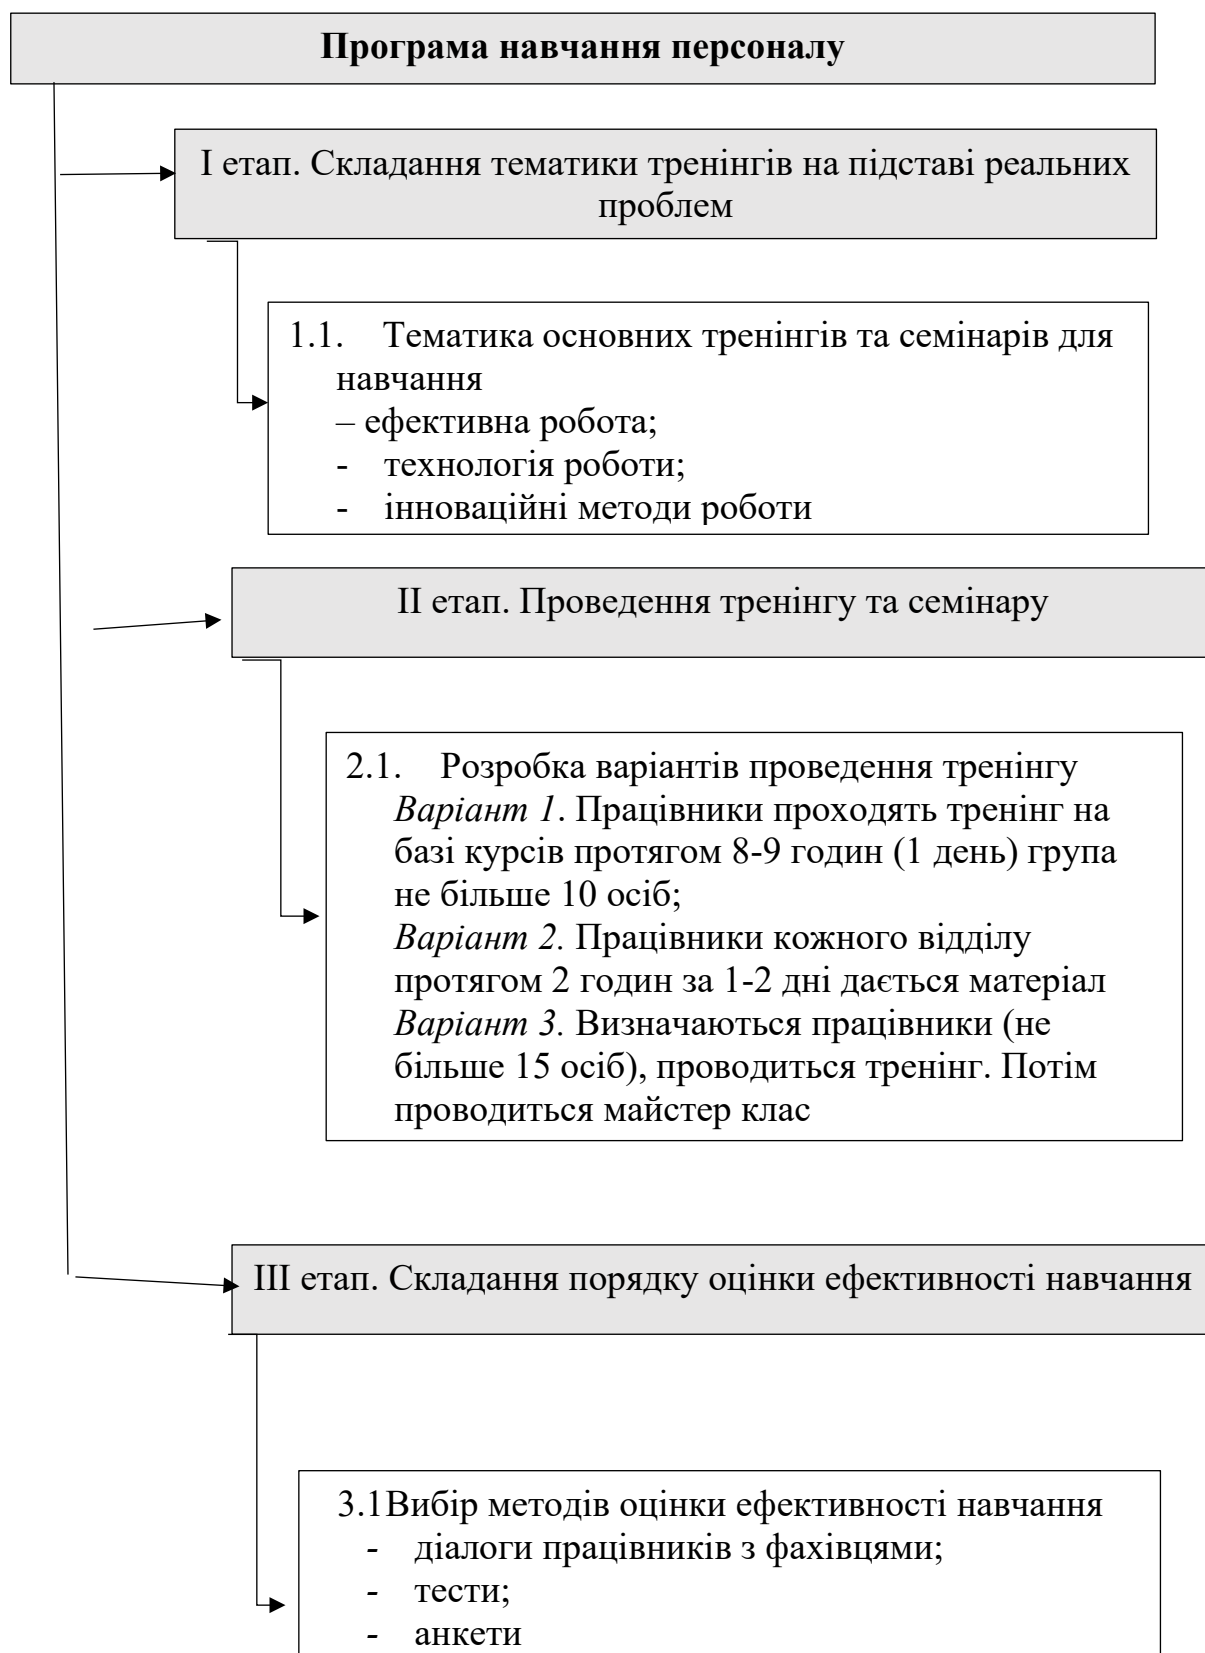 Програма навчання персоналу
І етап. Складання тематики тренінгів на підставі реальних
проблем
1.1. Тематика основних тренінгів та семінарів для
навчання
– ефективна робота;
- технологія роботи;
- інноваційні методи роботи
ІІ етап. Проведення тренінгу та семінару
2.1. Розробка варіантів проведення тренінгу
Варіант 1. Працівники проходять тренінг на
базі курсів протягом 8-9 годин (1 день) група
не більше 10 осіб;
Варіант 2. Працівники кожного відділу
протягом 2 годин за 1-2 дні дається матеріал
Варіант 3. Визначаються працівники (не
більше 15 осіб), проводиться тренінг. Потім
проводиться майстер клас
ІІІ етап. Складання порядку оцінки ефективності навчання
3.1Вибір методів оцінки ефективності навчання
- діалоги працівників з фахівцями;
- тести;
- анкети